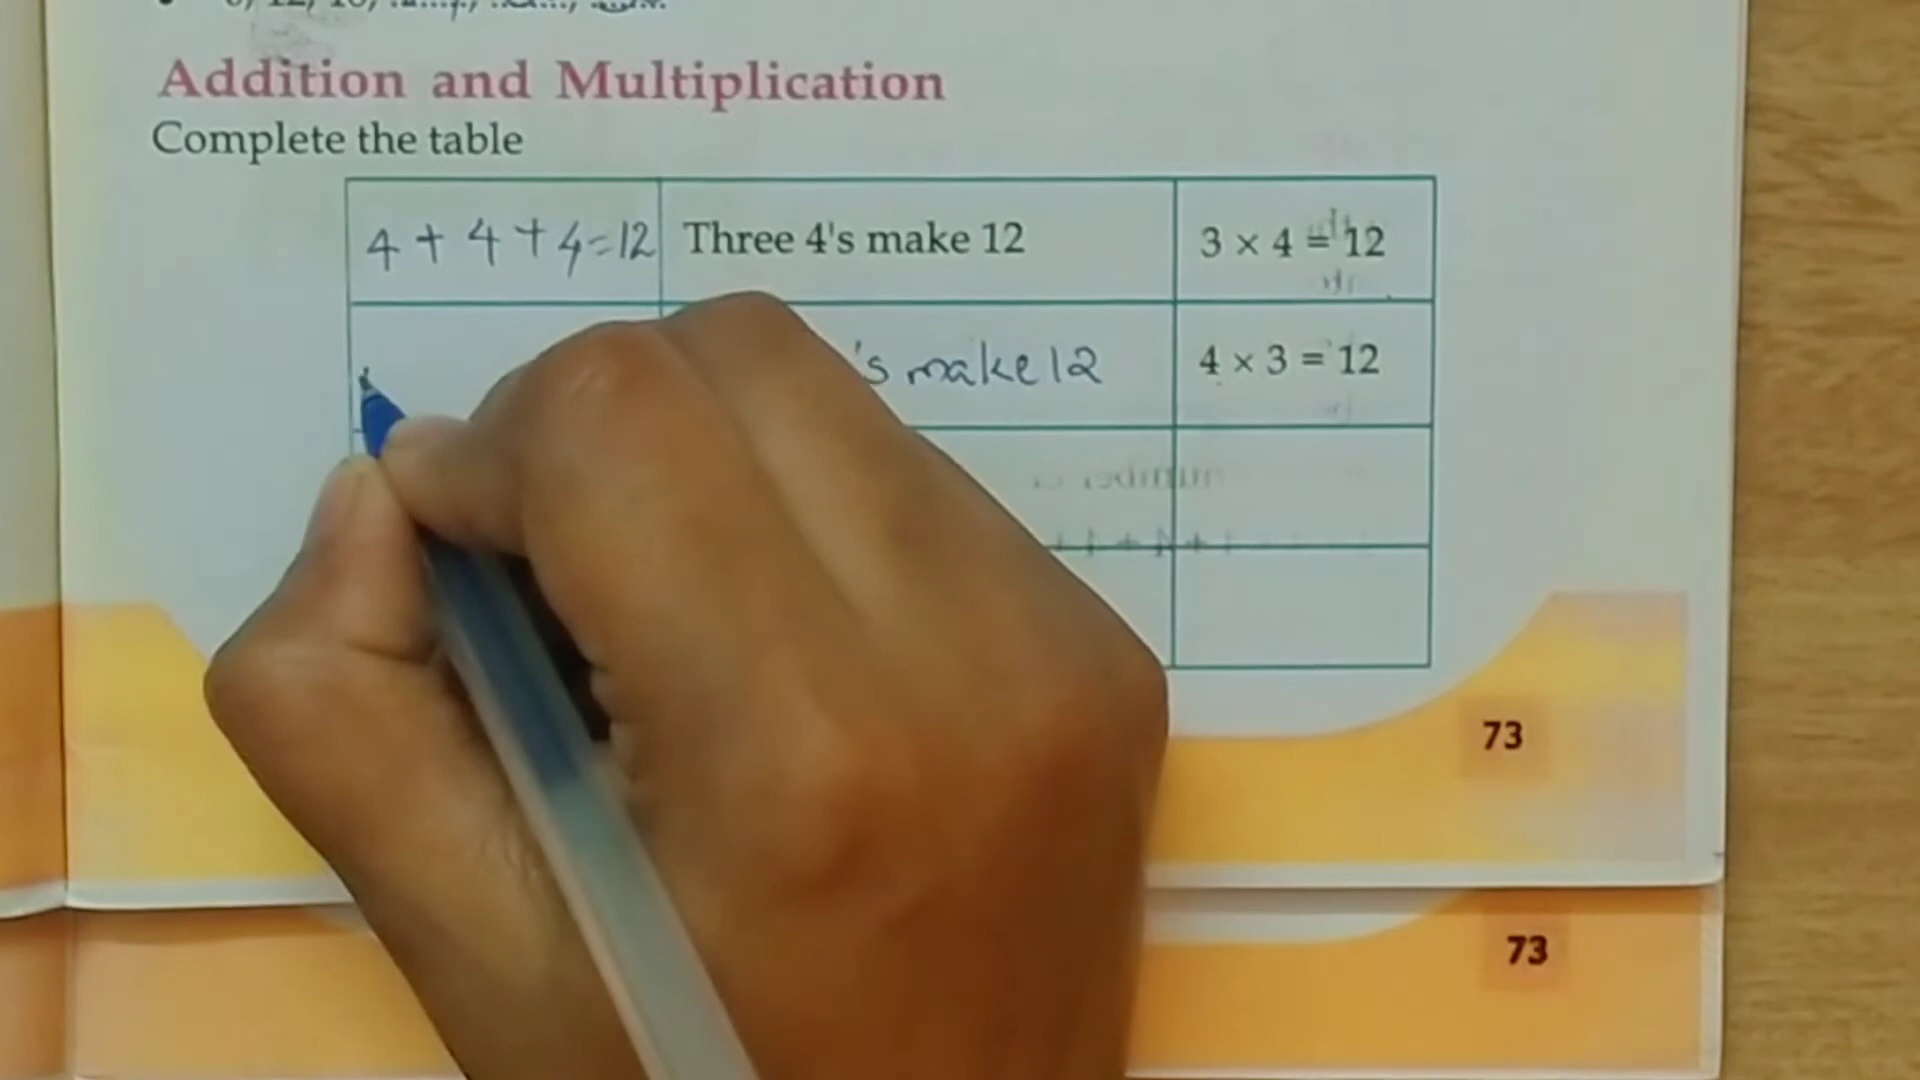 Addition and Multiplication
Complete the table
4 + 4 + 4 = 12 Three 4's make 12 3 × 4 = 12
's make 12 4 × 3 = 12
73
73